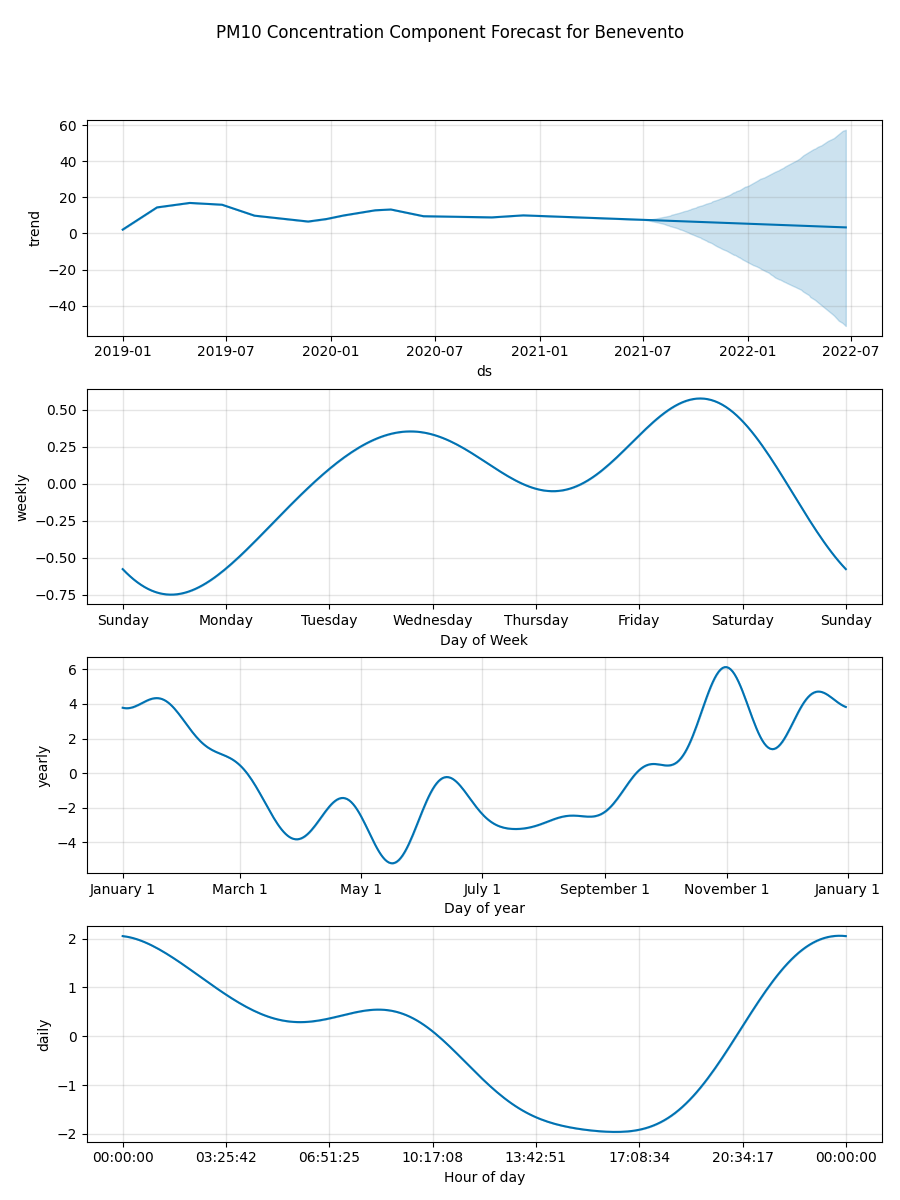 PM10 Concentration Component Forecast for Benevento
60
40
20
0
−20
−40
trend
2019-01 2019-07 2020-01 2020-07 2021-01 2021-07 2022-01 2022-07
ds
0.50
0.25
0.00
−0.25
−0.50
−0.75
weekly
Sunday Monday Tuesday Wednesday Thursday Friday Saturday Sunday
Day of Week
6
4
2
0
−2
−4
yearly
January 1 March 1 May 1 July 1 September 1 November 1 January 1
Day of year
2
1
0
−1
−2
daily
00:00:00 03:25:42 06:51:25 10:17:08 13:42:51 17:08:34 20:34:17 00:00:00
Hour of day